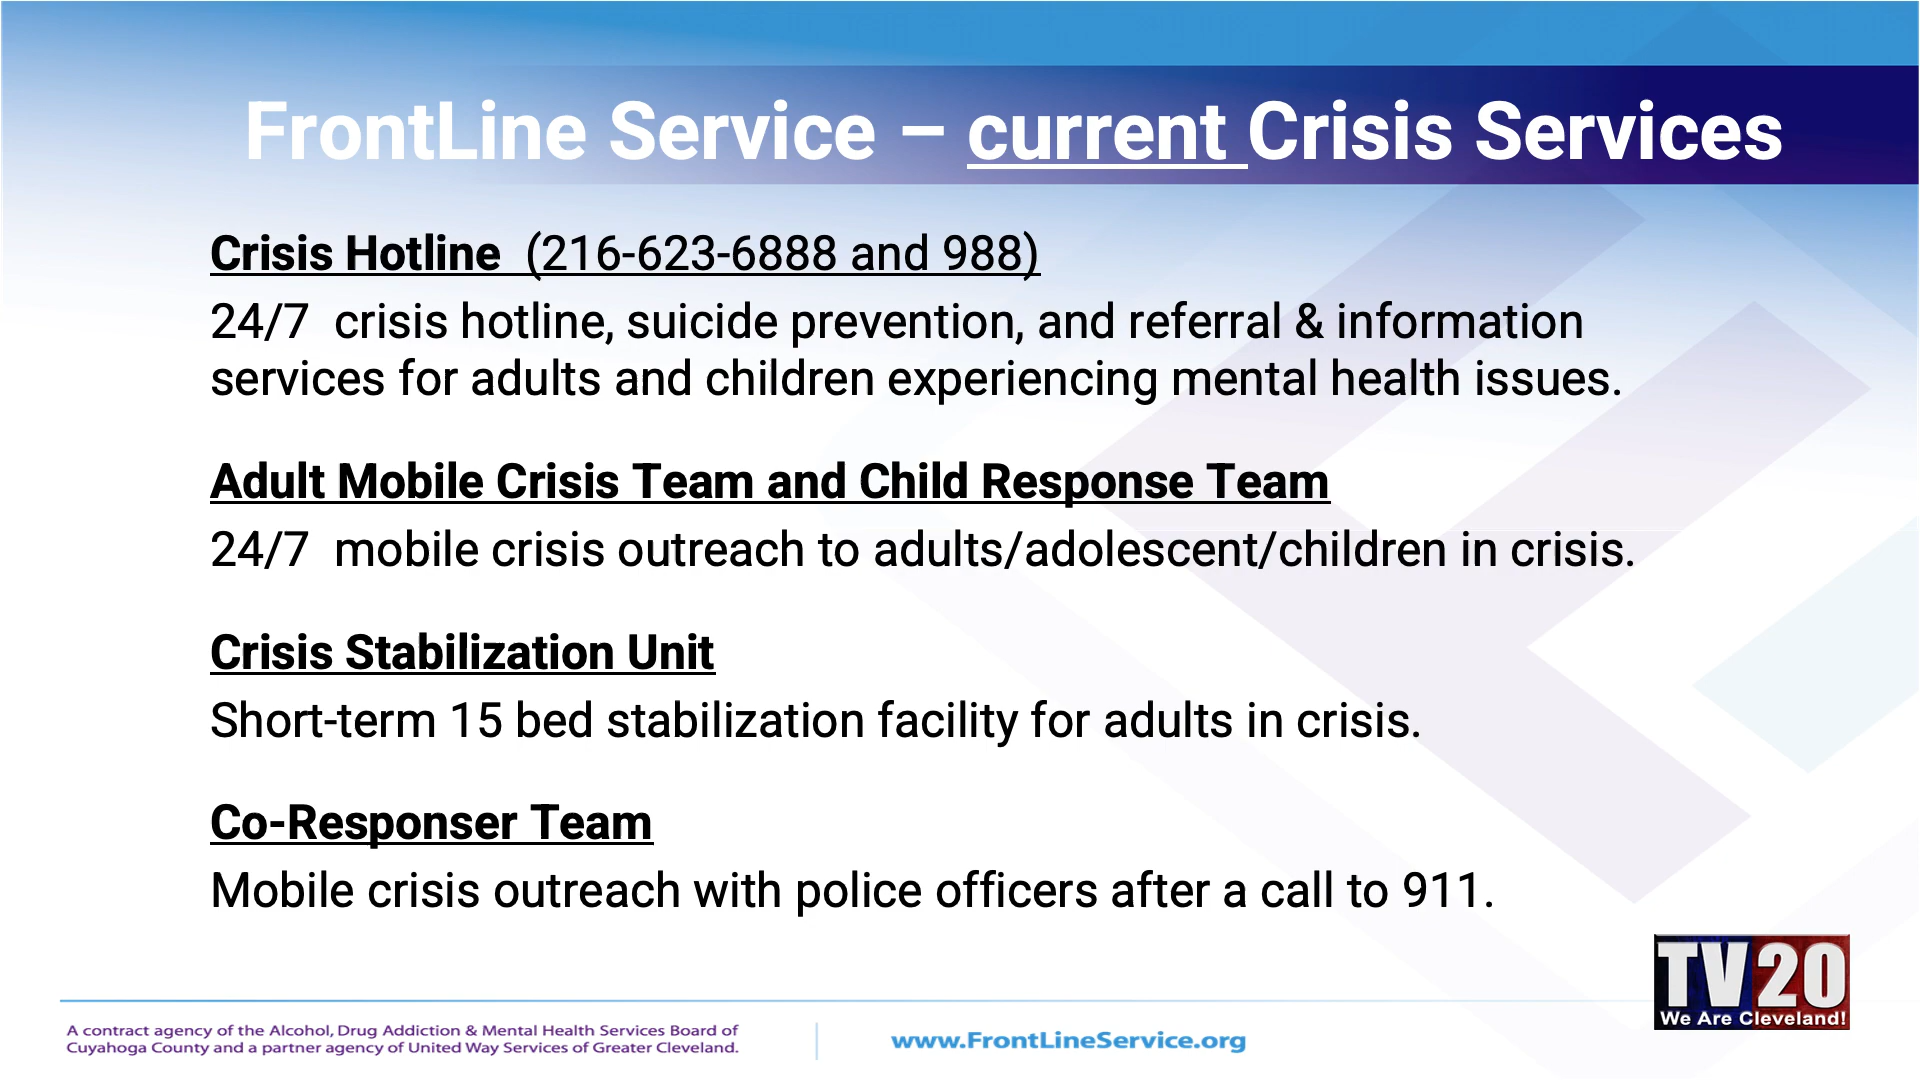 FrontLine Service – current Crisis Services
Crisis Hotline (216-623-6888 and 988)
24/7 crisis hotline, suicide prevention, and referral & information
services for adults and children experiencing mental health issues.
Adult Mobile Crisis Team and Child Response Team
24/7 mobile crisis outreach to adults/adolescent/children in crisis.
Crisis Stabilization Unit
Short-term 15 bed stabilization facility for adults in crisis.
Co-Responser Team
Mobile crisis outreach with police officers after a call to 911.
TV20
We Are Cleveland!
A contract agency of the Alcohol, Drug Addiction & Mental Health Services Board of
Cuyahoga County and a partner agency of United Way Services of Greater Cleveland.
www.FrontLineService.org